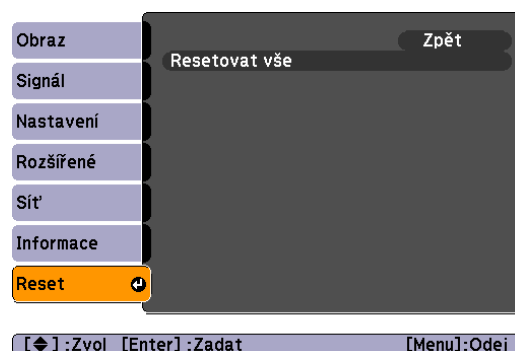 Obraz
Signál
Nastavení
Rozšířené
Síť
Informace
Reset
Zpět
Resetovat vše
[◆]:Zvol [Enter]:Zadat [Menu]:Odej